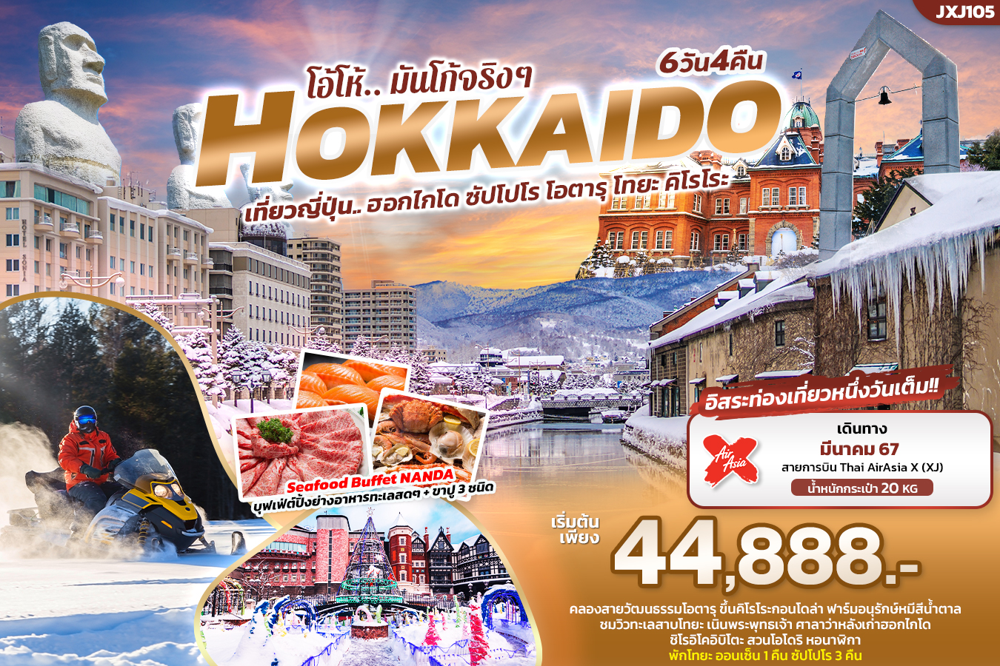 JXJ105
โอ้โห้.. มันโก้จริงๆ
6วัน4คืน
HOKKAIDO
เที่ยวญี่ปุ่น.. ฮอกไกโด ซัปโปโร โอตารุ โทยะ คิโรโระ
HOTEL SONIA
อิสระท่องเที่ยวหนึ่งวันเต็ม!!
Air
Asia
เดินทาง
มีนาคม 67
สายการบิน Thai AirAsia X (XJ)
น้ำหนักกระเป๋า 20 KG
Seafood Buffet NANDA
บุฟเฟ่ต์ปิ้งย่างอาหารทะเลสดๆ + ขาปู 3 ชนิด
เริ่มต้น
เพียง
44,888.-
คลองสายวัฒนธรรมโอตารุ ขึ้นคิโรโระกอนโดล่า ฟาร์มอนุรักษ์หมีสีน้ำตาล
ชมวิวทะเลสาบโทยะ เนินพระพุทธเจ้า ศาลาว่าหลังเก่าฮอกไกโด
ชิโรอิโคอิบิโตะ สวนโอโดริ หอนาฬิกา
พักโทยะ ออนเซ็น 1 คืน ซัปโปโร 3 คืน